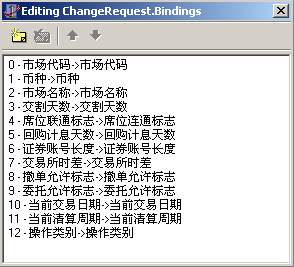 Editing ChangeRequest.Bindings
0 - 市场代码->市场代码
1 - 币种->币种
2 - 市场名称->市场名称
3 - 交割天数->交割天数
4 - 席位联通标志->席位连通标志
5 - 回购计息天数->回购计息天数
6 - 证券账号长度->证券账号长度
7 - 交易所时差->交易所时差
8 - 撤单允许标志->撤单允许标志
9 - 委托允许标志->委托允许标志
10 - 当前交易日期->当前交易日期
11 - 当前清算周期->当前清算周期
12 - 操作类别->操作类别